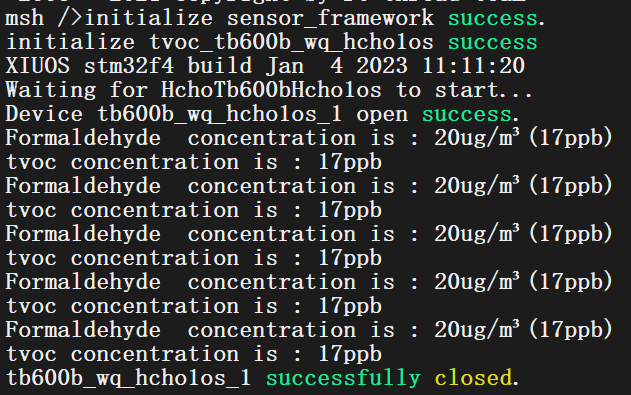 msh />initialize sensor_framework success.
initialize tvoc_tb600b_wq_hcho1os success
XIUOS stm32f4 build Jan  4 2023 11:11:20
Waiting for HchoTb600bHcho1os to start...
Device tb600b_wq_hcho1os_1 open success.
Formaldehyde  concentration is : 20ug/m³(17ppb)
tvoc concentration is : 17ppb
Formaldehyde  concentration is : 20ug/m³(17ppb)
tvoc concentration is : 17ppb
Formaldehyde  concentration is : 20ug/m³(17ppb)
tvoc concentration is : 17ppb
Formaldehyde  concentration is : 20ug/m³(17ppb)
tvoc concentration is : 17ppb
Formaldehyde  concentration is : 20ug/m³(17ppb)
tvoc concentration is : 17ppb
tb600b_wq_hcho1os_1 successfully closed.